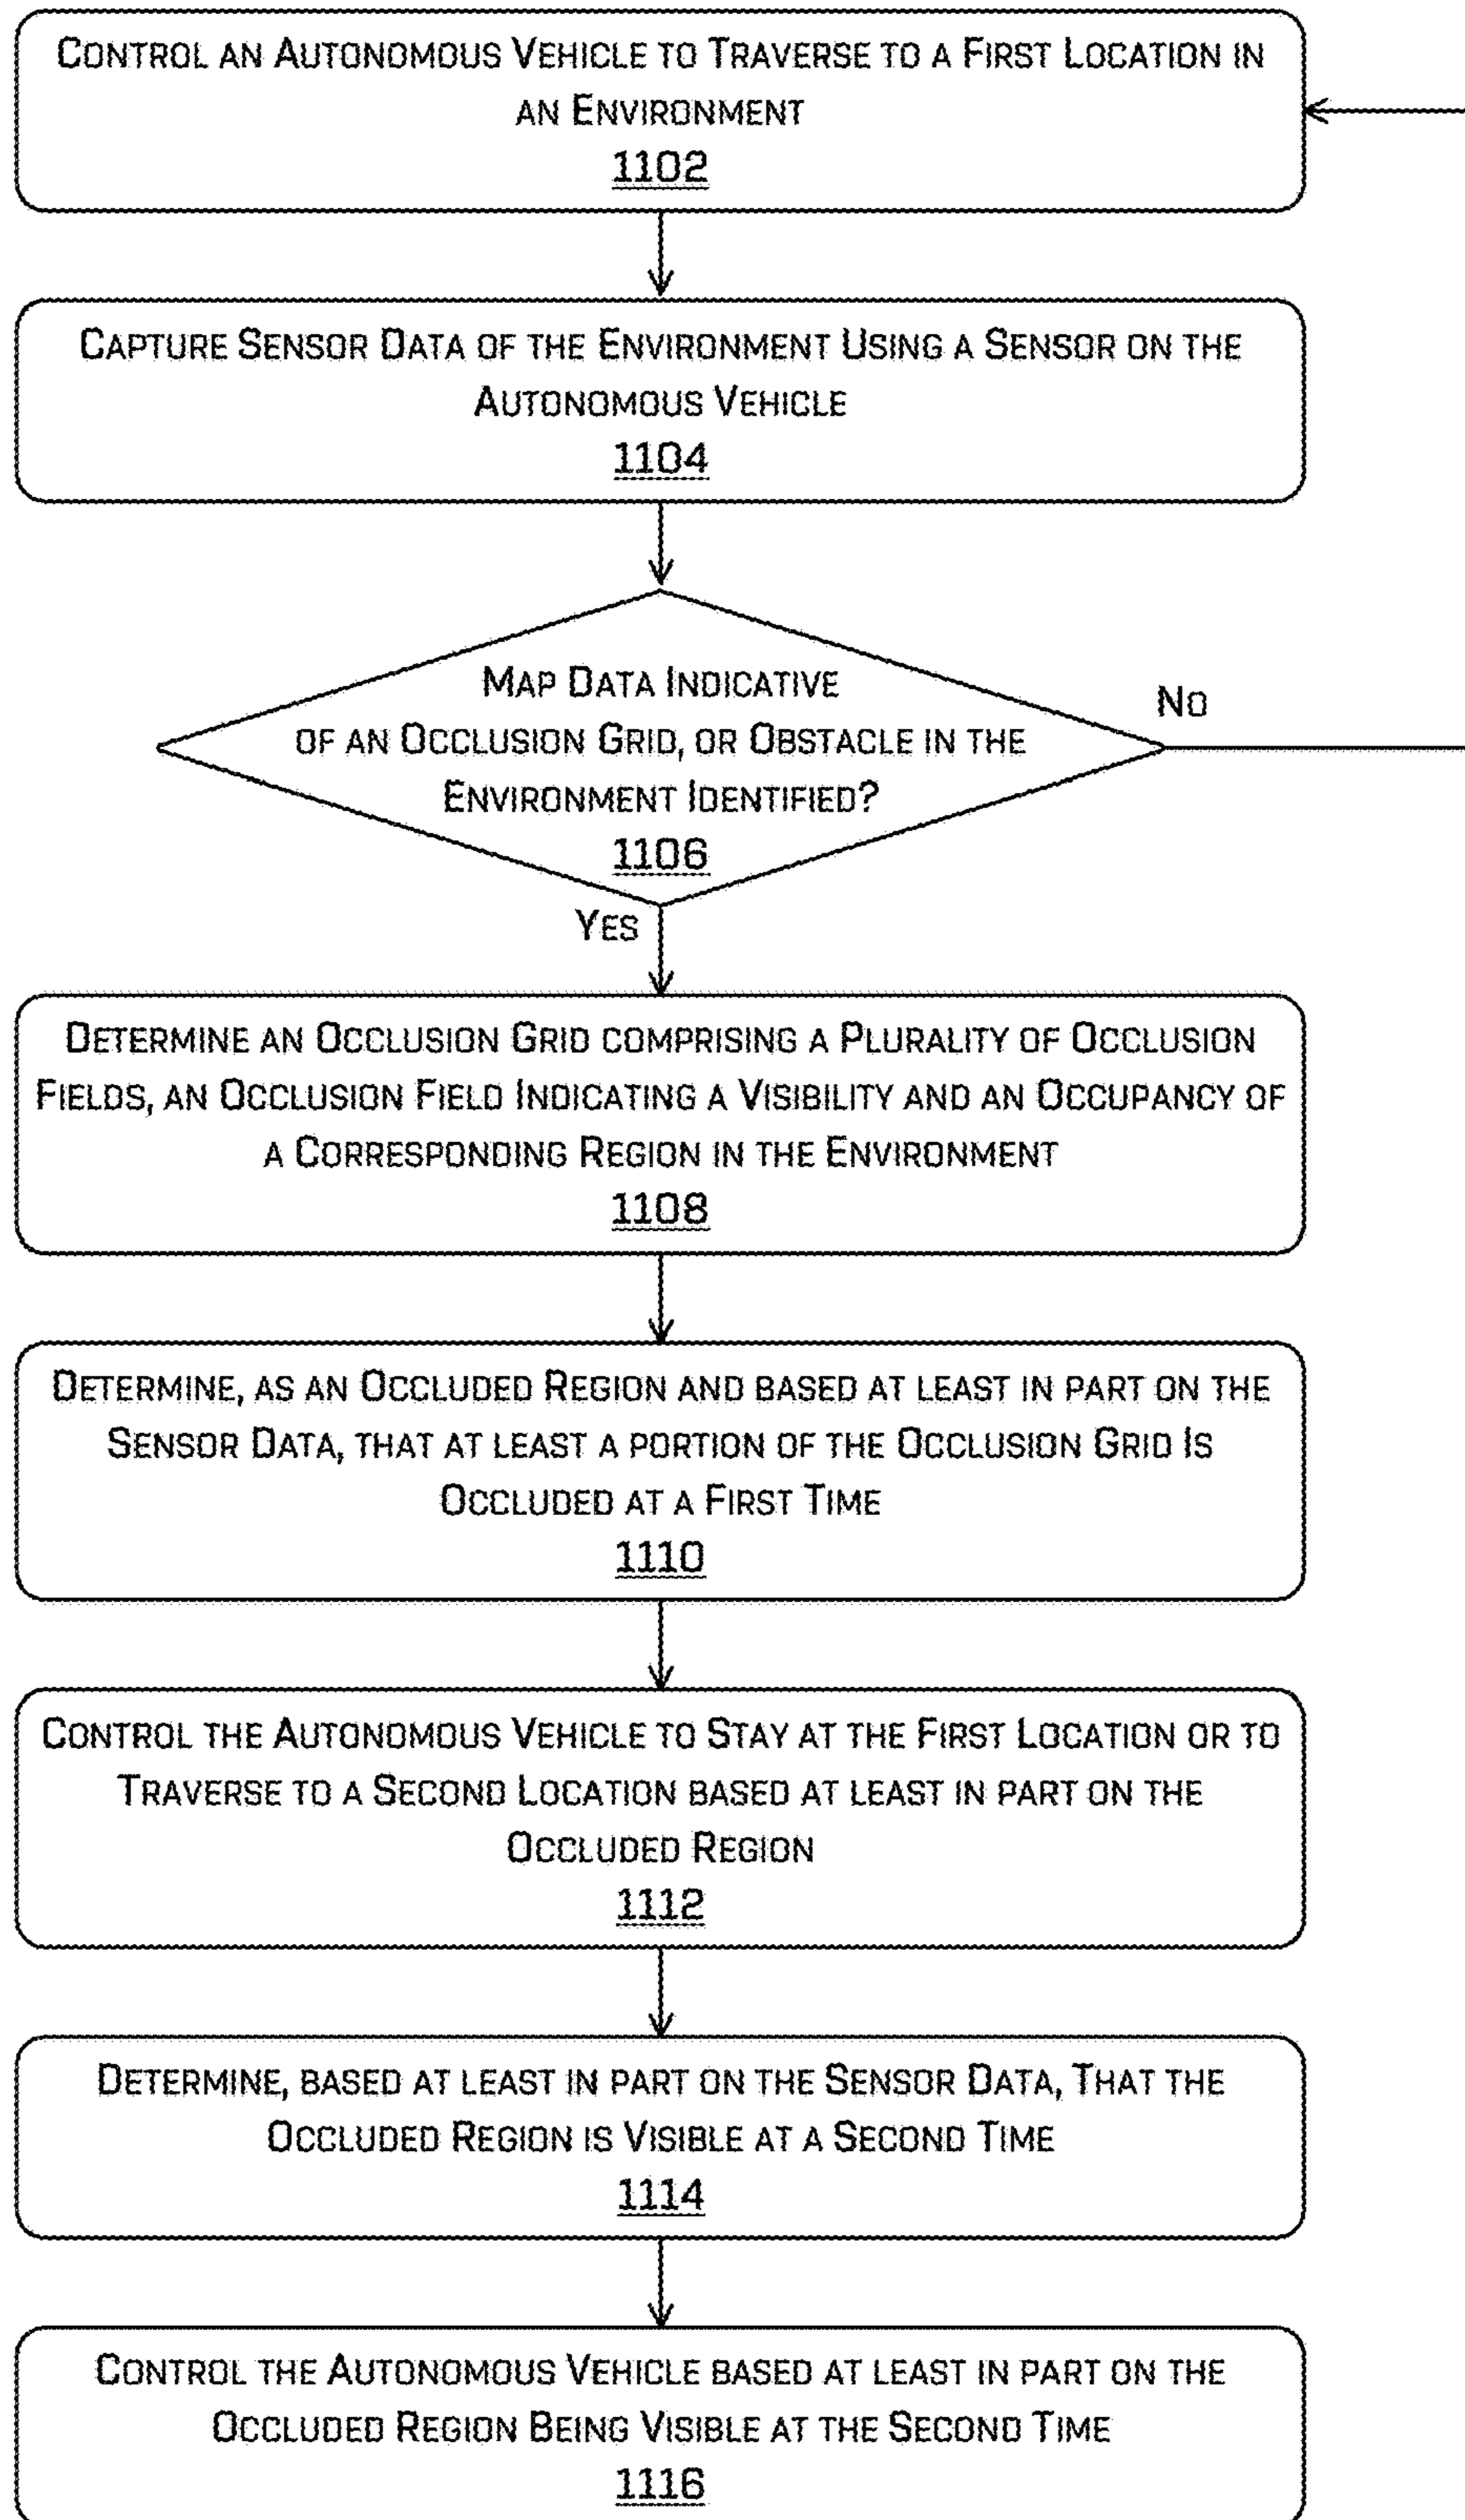 CONTROL AN AUTONOMOUS VEHICLE TO TRAVERSE TO A FIRST LOCATION IN
AN ENVIRONMENT
1102
CAPTURE SENSOR DATA OF THE ENVIRONMENT USING A SENSOR ON THE
AUTONOMOUS VEHICLE
1104
MAP DATA INDICATIVE
OF AN OCCLUSION GRID, OR OBSTACLE IN THE
ENVIRONMENT IDENTIFIED?
1106
NO
YES
DETERMINE AN OCCLUSION GRID COMPRISING A PLURALITY OF OCCLUSION
FIELDS, AN OCCLUSION FIELD INDICATING A VISIBILITY AND AN OCCUPANCY OF
A CORRESPONDING REGION IN THE ENVIRONMENT
1108
DETERMINE, AS AN OCCLUDED REGION AND BASED AT LEAST IN PART ON THE
SENSOR DATA, THAT AT LEAST A PORTION OF THE OCCLUSION GRID IS
OCCLUDED AT A FIRST TIME
1110
CONTROL THE AUTONOMOUS VEHICLE TO STAY AT THE FIRST LOCATION OR TO
TRAVERSE TO A SECOND LOCATION BASED AT LEAST IN PART ON THE
OCCLUDED REGION
1112
DETERMINE, BASED AT LEAST IN PART ON THE SENSOR DATA, THAT THE
OCCLUDED REGION IS VISIBLE AT A SECOND TIME
1114
CONTROL THE AUTONOMOUS VEHICLE BASED AT LEAST IN PART ON THE
OCCLUDED REGION BEING VISIBLE AT THE SECOND TIME
1116